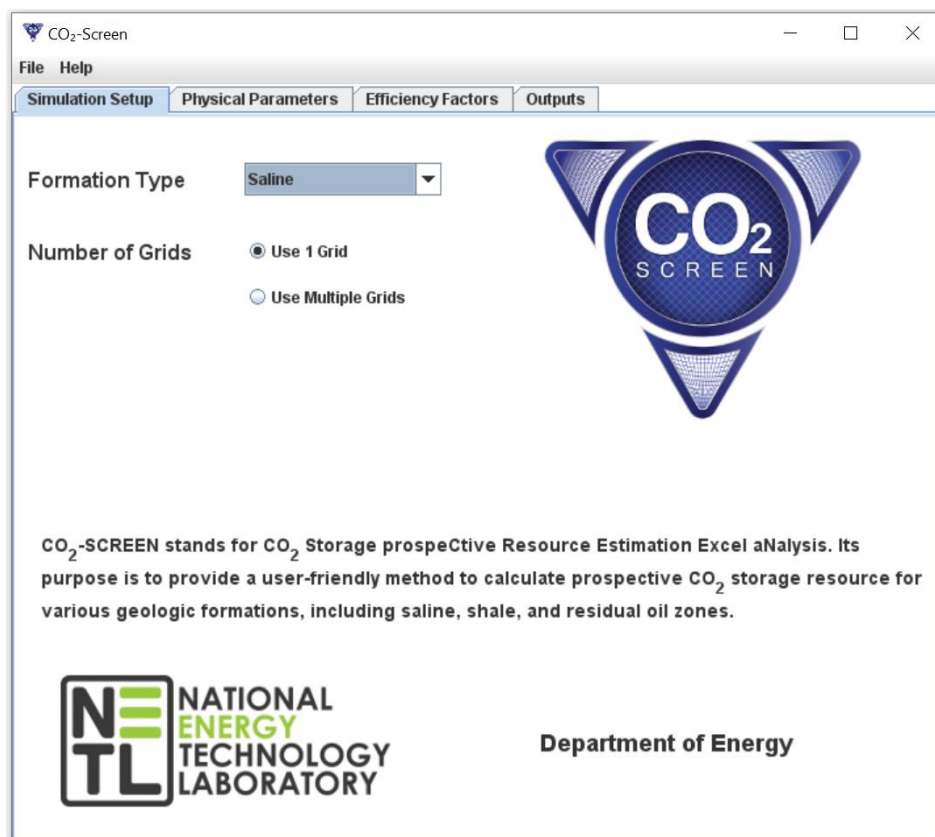 CO₂-Screen
File Help
Simulation Setup Physical Parameters Efficiency Factors Outputs
Formation Type Saline
Number of Grids Use 1 Grid
Use Multiple Grids
CO₂
SCREEN
CO₂-SCREEN stands for CO₂ Storage prospeCtive Resource Estimation Excel aNalysis. Its
purpose is to provide a user-friendly method to calculate prospective CO₂ storage resource for
various geologic formations, including saline, shale, and residual oil zones.
NE
TL
NATIONAL
ENERGY
TECHNOLOGY
LABORATORY
Department of Energy